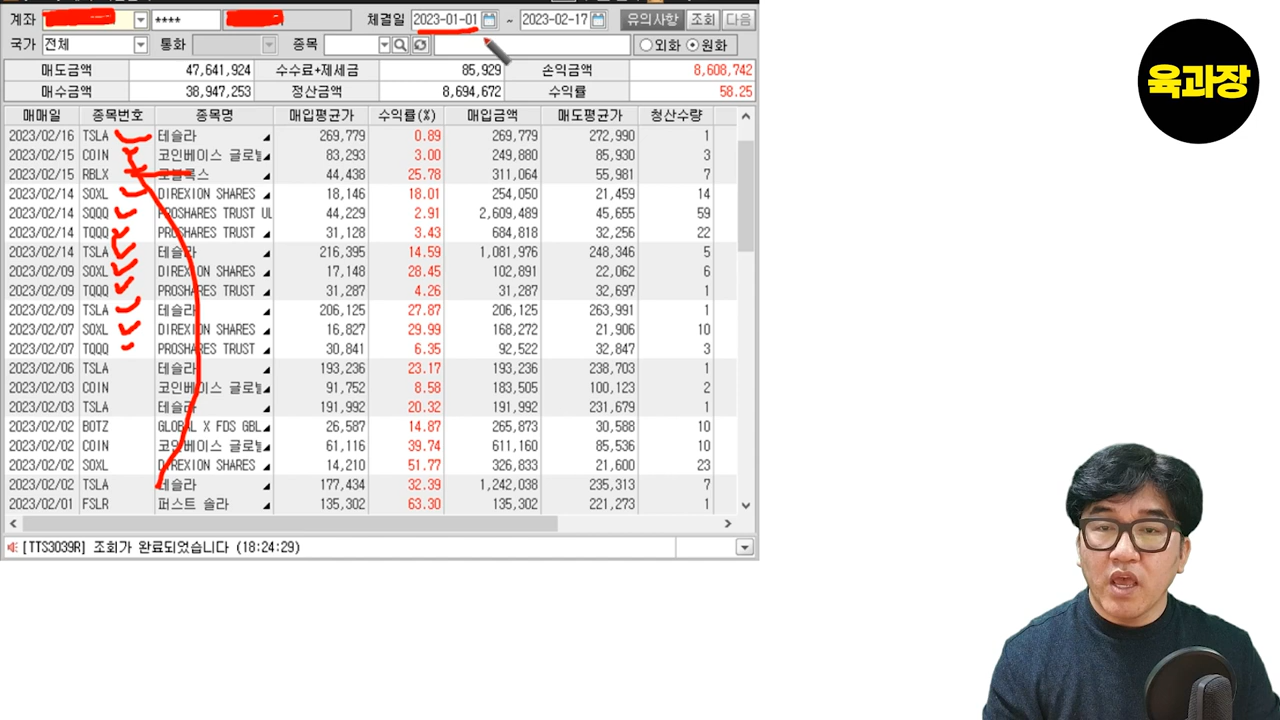 계좌 **** 체결일 2023-01-01 ~ 2023-02-17 유의사항 조회 다음
국가 전체 통화 종목 외화 원화
매도금액 47,641,924 수수료+제세금 85,929 손익금액 8,608,742
매수금액 38,947,253 정산금액 8,694,672 수익률 58.25
매매일 종목번호 종목명 매입평균가 수익률(%) 매입금액 매도평균가 청산수량
2023/02/16 TSLA 테슬라 269,779 0.89 269,779 272,990 1
2023/02/15 COIN 코인베이스 글로벌 83,293 3.00 249,880 85,930 3
2023/02/15 RBLX 로블록스 44,438 25.78 311,064 55,981 7
2023/02/14 SOXL DIREXION SHARES 18,146 18.01 254,050 21,459 14
2023/02/14 SQQQ PROSHARES TRUST UL 44,229 2.91 2,609,489 45,655 59
2023/02/14 TQQQ PROSHARES TRUST 31,128 3.43 684,818 32,256 22
2023/02/14 TSLA 테슬라 216,395 14.59 1,081,976 248,346 5
2023/02/09 SOXL DIREXION SHARES 17,148 28.45 102,891 22,062 6
2023/02/09 TQQQ PROSHARES TRUST 31,287 4.26 31,287 32,697 1
2023/02/09 TSLA 테슬라 206,125 27.87 206,125 263,991 1
2023/02/07 SOXL DIREXION SHARES 16,827 29.99 168,272 21,906 10
2023/02/07 TQQQ PROSHARES TRUST 30,841 6.35 92,522 32,847 3
2023/02/06 TSLA 테슬라 193,236 23.17 193,236 238,703 1
2023/02/03 COIN 코인베이스 글로벌 91,752 8.58 183,505 100,123 2
2023/02/03 TSLA 테슬라 191,992 20.32 191,992 231,679 1
2023/02/02 BOTZ GLOBAL X FDS GBL 26,587 14.87 265,873 30,588 10
2023/02/02 COIN 코인베이스 글로벌 61,116 39.74 611,160 85,536 10
2023/02/02 SOXL DIREXION SHARES 14,210 51.77 326,833 21,600 23
2023/02/02 TSLA 테슬라 177,434 32.39 1,242,038 235,313 7
2023/02/01 FSLR 퍼스트 솔라 135,302 63.30 135,302 221,273 1
[TTS3039R] 조회가 완료되었습니다 (18:24:29)
육과장